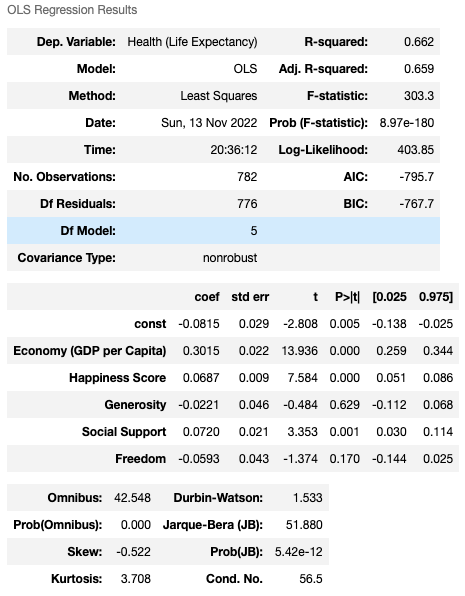 OLS Regression Results
Dep. Variable: Health (Life Expectancy) R-squared: 0.662
Model: OLS Adj. R-squared: 0.659
Method: Least Squares F-statistic: 303.3
Date: Sun, 13 Nov 2022 Prob (F-statistic): 8.97e-180
Time: 20:36:12 Log-Likelihood: 403.85
No. Observations: 782 AIC: -795.7
Df Residuals: 776 BIC: -767.7
Df Model: 5
Covariance Type: nonrobust
coef std err t P>|t| [0.025 0.975]
const -0.0815 0.029 -2.808 0.005 -0.138 -0.025
Economy (GDP per Capita) 0.3015 0.022 13.936 0.000 0.259 0.344
Happiness Score 0.0687 0.009 7.584 0.000 0.051 0.086
Generosity -0.0221 0.046 -0.484 0.629 -0.112 0.068
Social Support 0.0720 0.021 3.353 0.001 0.030 0.114
Freedom -0.0593 0.043 -1.374 0.170 -0.144 0.025
Omnibus: 42.548 Durbin-Watson: 1.533
Prob(Omnibus): 0.000 Jarque-Bera (JB): 51.880
Skew: -0.522 Prob(JB): 5.42e-12
Kurtosis: 3.708 Cond. No. 56.5